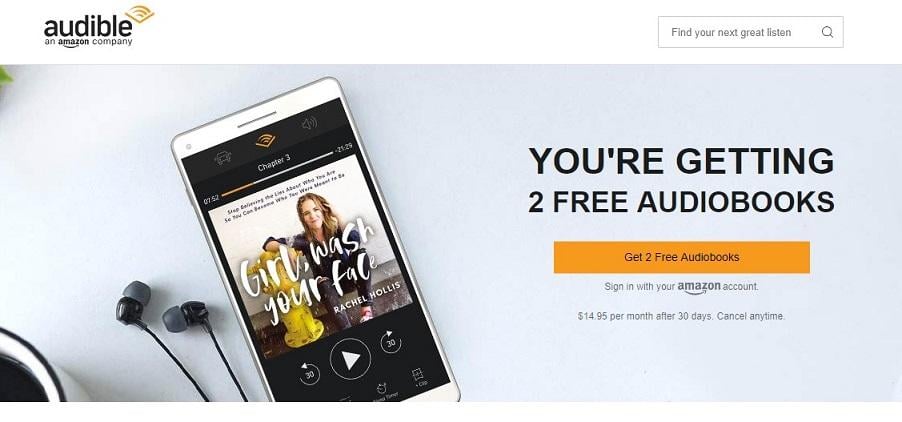 audible
an amazon company
Find your next great listen
Chapter 3
07:52
-21:29
Stop Believing the Lies About Who You Are
So You Can Become Who You Were Meant to Be
Girl, wash
your face
RACHEL HOLLIS
30
30
Sleep Timer
+ Clip
YOU'RE GETTING
2 FREE AUDIOBOOKS
Get 2 Free Audiobooks
Sign in with your amazon account.
$14.95 per month after 30 days. Cancel anytime.